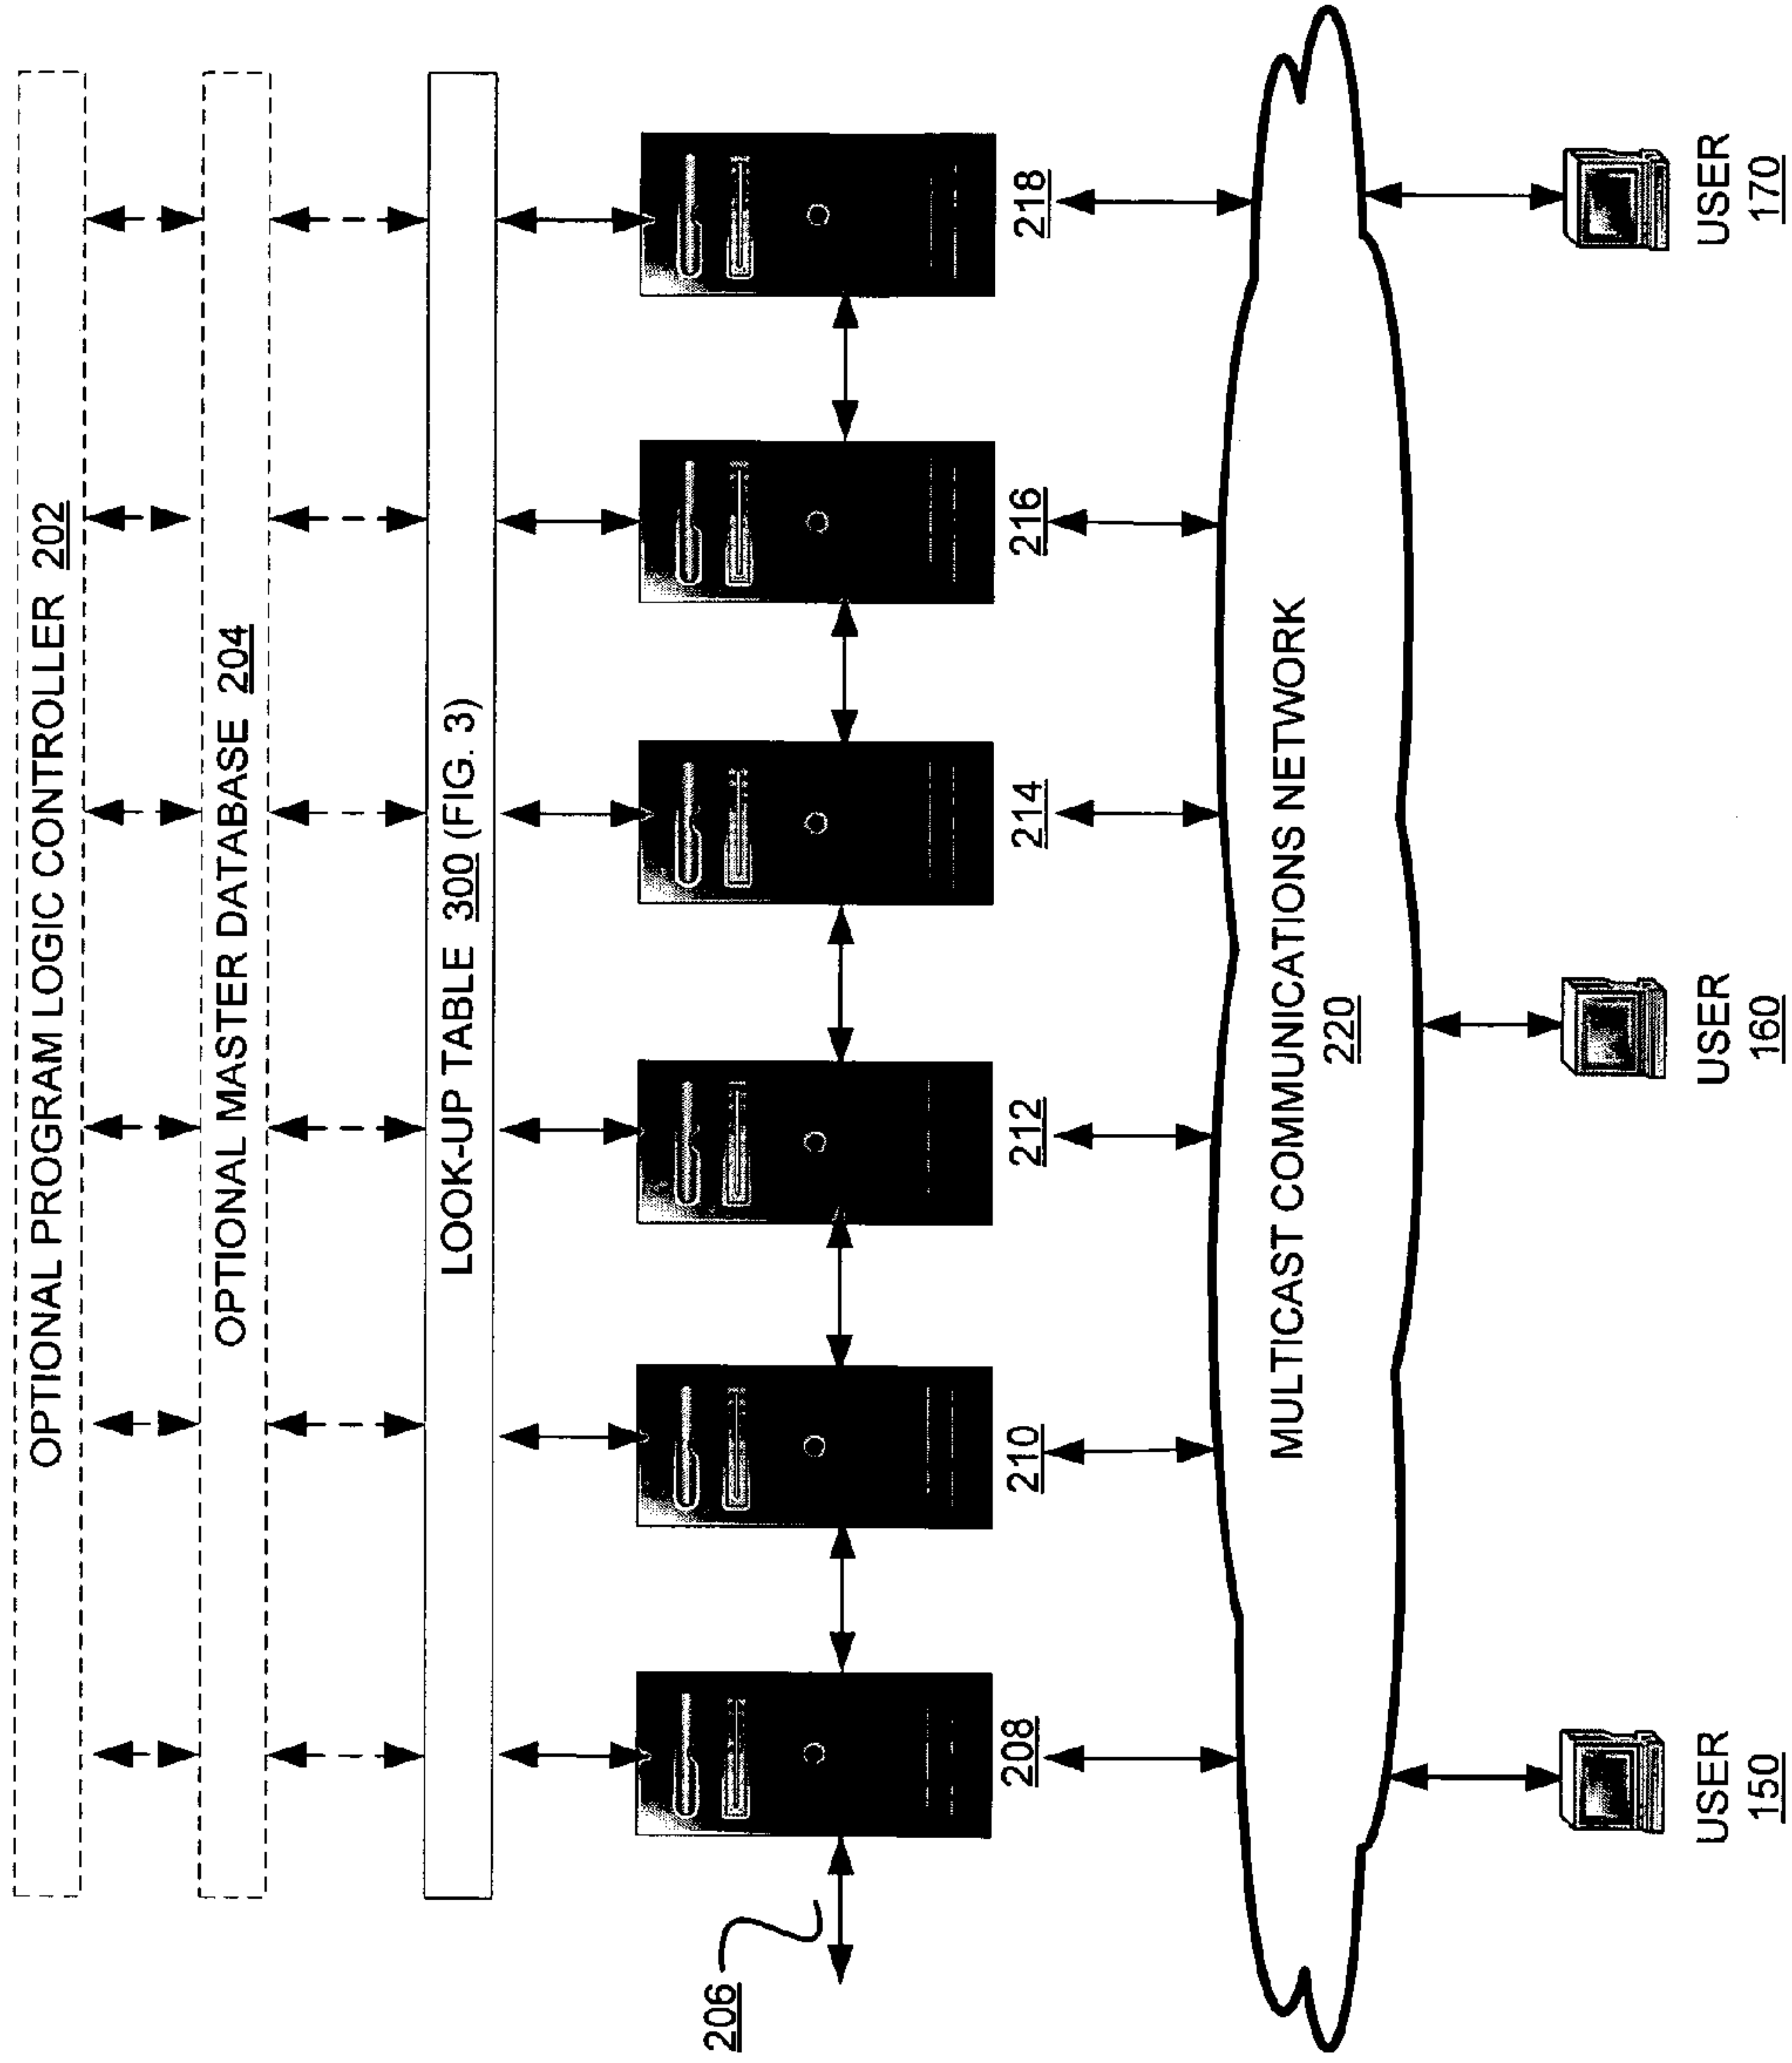 OPTIONAL PROGRAM LOGIC CONTROLLER 202
OPTIONAL MASTER DATABASE 204
LOOK-UP TABLE 300 (FIG. 3)
206
208
210
212
214
216
218
MULTICAST COMMUNICATIONS NETWORK
220
USER
150
USER
160
USER
170